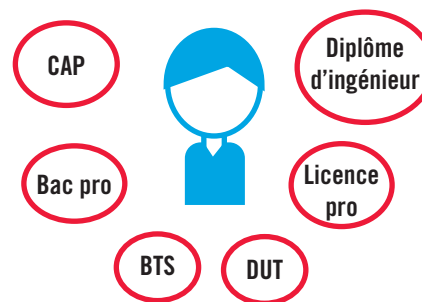 CAP
Diplôme
d'ingénieur
Bac pro
Licence
pro
BTS
DUT